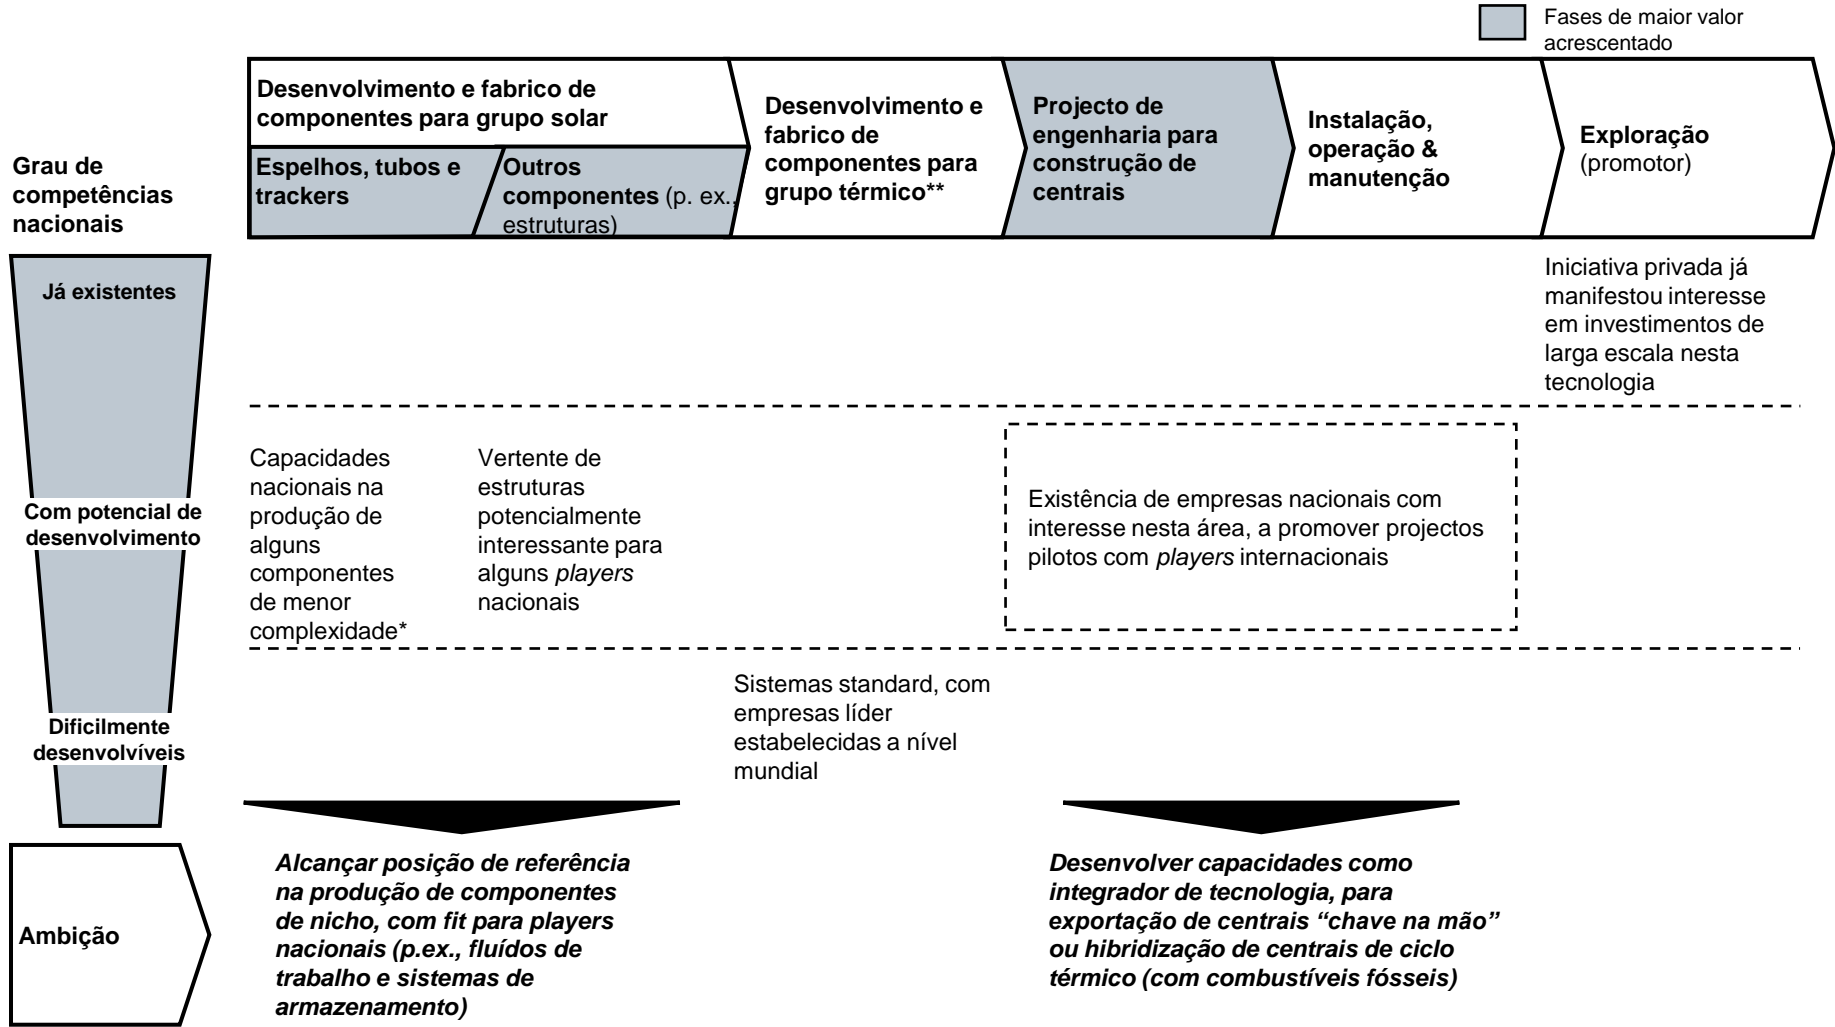 Fases de maior valor
acrescentado
Desenvolvimento e fabrico de
componentes para grupo solar
Espelhos, tubos e
trackers
Outros
componentes (p. ex.,
estruturas)
Desenvolvimento e
fabrico de
componentes para
grupo térmico**
Projecto de
engenharia para
construção de
centrais
Instalação,
operação &
manutenção
Exploração
(promotor)
Grau de
competências
nacionais
Já existentes
Iniciativa privada já
manifestou interesse
em investimentos de
larga escala nesta
tecnologia
Com potencial de
desenvolvimento
Capacidades
nacionais na
produção de
alguns
componentes
de menor
complexidade*
Vertente de
estruturas
potencialmente
interessante para
alguns players
nacionais
Existência de empresas nacionais com
interesse nesta área, a promover projectos
pilotos com players internacionais
Dificilmente
desenvolvíveis
Sistemas standard, com
empresas líder
estabelecidas a nível
mundial
Ambição
Alcançar posição de referência
na produção de componentes
de nicho, com fit para players
nacionais (p.ex., fluídos de
trabalho e sistemas de
armazenamento)
Desenvolver capacidades como
integrador de tecnologia, para
exportação de centrais “chave na mão”
ou hibridização de centrais de ciclo
térmico (com combustíveis fósseis)